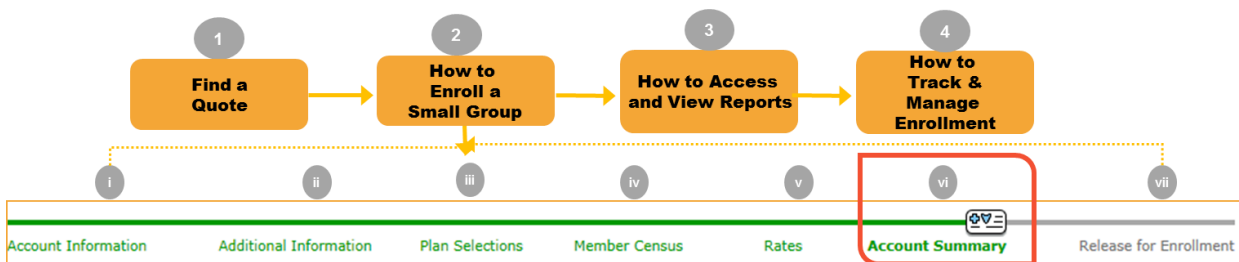 1
2
3
4
Find a
Quote
How to
Enroll a
Small Group
How to Access
and View Reports
How to
Track &
Manage
Enrollment
i
ii
iii
iv
v
vi
vii
Account Information
Additional Information
Plan Selections
Member Census
Rates
Account Summary
Release for Enrollment